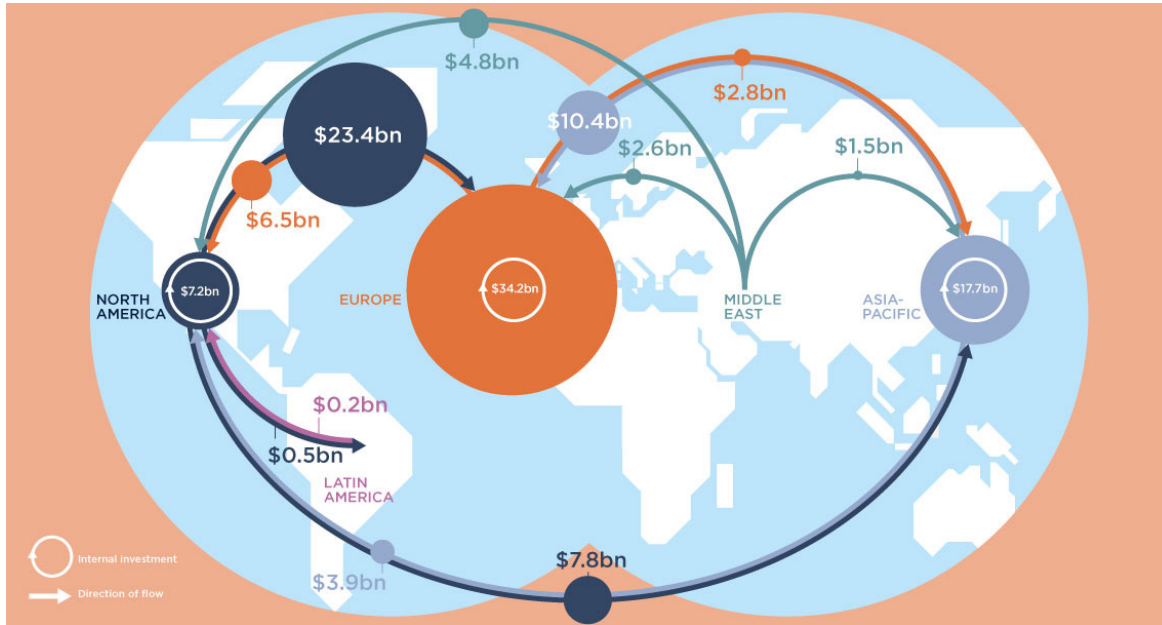 $4.8bn
$2.8bn
$23.4bn
$10.4bn
$2.6bn
$1.5bn
$6.5bn
$7.2bn
$34.2bn
$17.7bn
NORTH
AMERICA
EUROPE
MIDDLE
EAST
ASIA-
PACIFIC
$0.2bn
$0.5bn
LATIN
AMERICA
$7.8bn
$3.9bn
Internal investment
Direction of flow